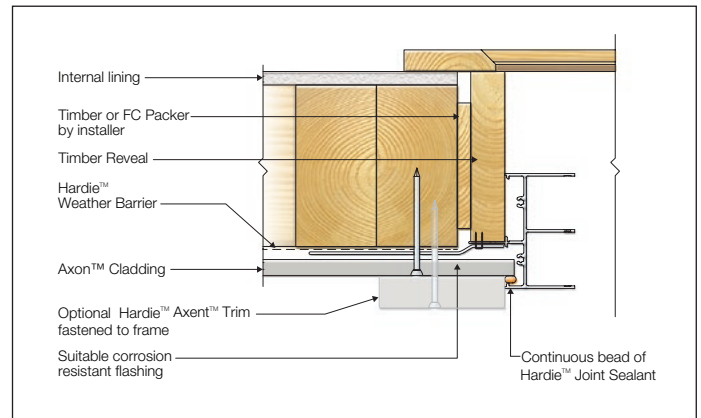 Internal lining
Timber or FC Packer
by installer
Timber Reveal
Hardie™
Weather Barrier
Axon™ Cladding
Optional Hardie™ Axent™ Trim
fastened to frame
Suitable corrosion
resistant flashing
Continuous bead of
Hardie™ Joint Sealant